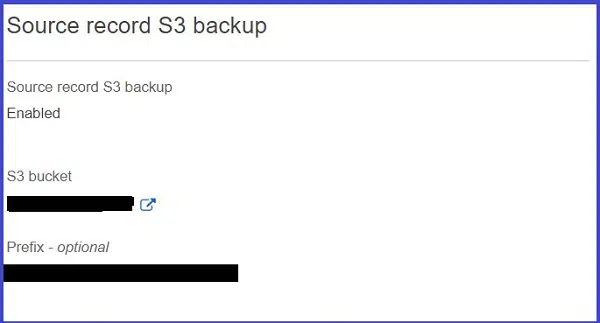 Source record S3 backup
Source record S3 backup
Enabled
S3 bucket
Prefix - optional